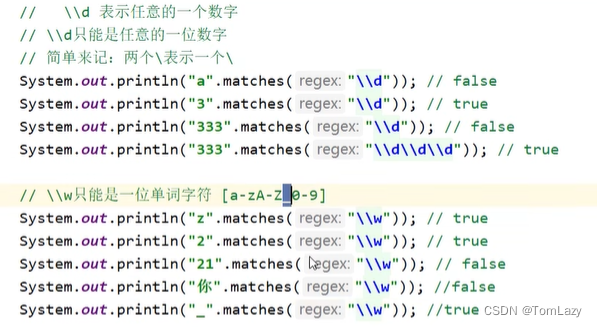 //   \\d 表示任意的一个数字
// \\d只能是任意的一位数字
// 简单来记：两个\表示一个\
System.out.println("a".matches( regex: "\\d")); // false
System.out.println("3".matches( regex: "\\d")); // true
System.out.println("333".matches( regex: "\\d")); // false
System.out.println("333".matches( regex: "\\d\\d\\d")); // true
// \\w只能是一位单词字符 [a-zA-Z_0-9]
System.out.println("z".matches( regex: "\\w")); // true
System.out.println("2".matches( regex: "\\w")); // true
System.out.println("21".matches( regex: "\\w")); // false
System.out.println("你".matches( regex: "\\w")); //false
System.out.println("_".matches( regex: "\\w")); //true
CSDN @TomLazy